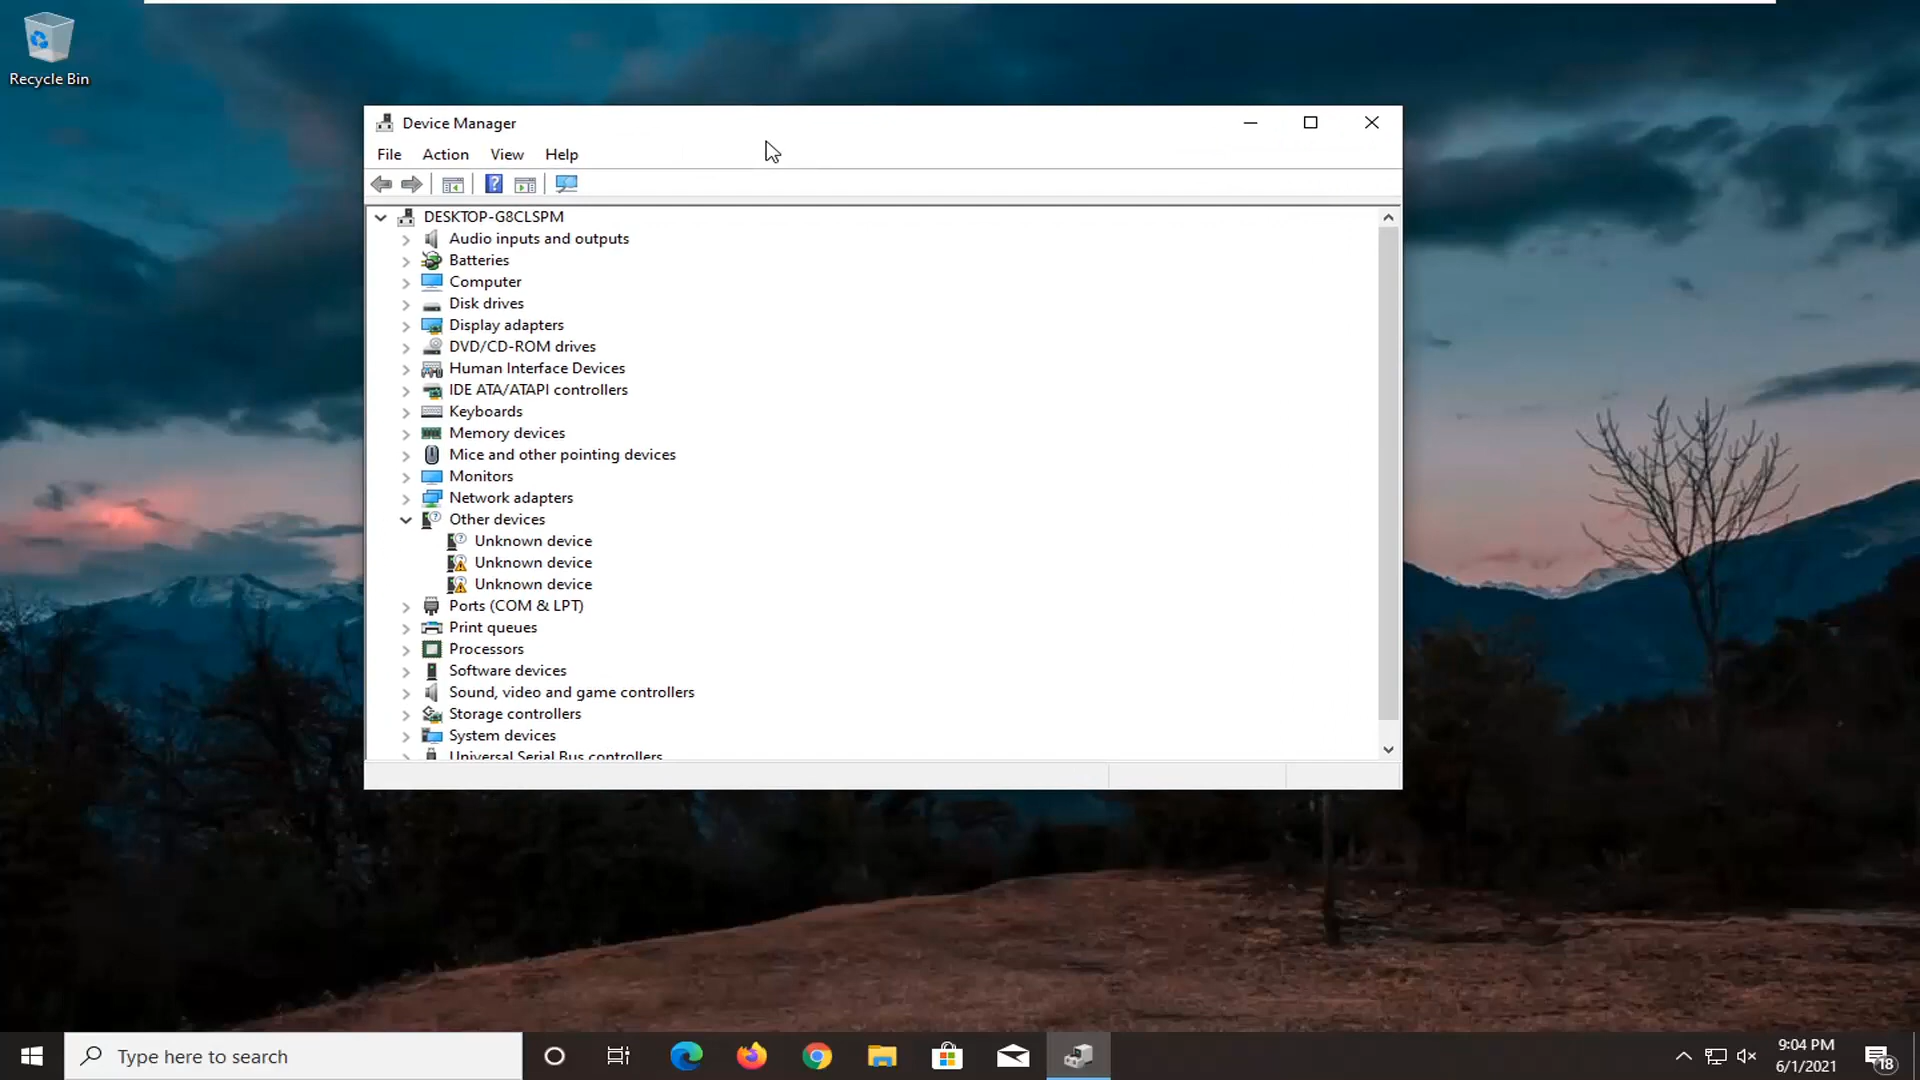 Recycle Bin
Device Manager
File Action View Help
DESKTOP-G8CLSPM
Audio inputs and outputs
Batteries
Computer
Disk drives
Display adapters
DVD/CD-ROM drives
Human Interface Devices
IDE ATA/ATAPI controllers
Keyboards
Memory devices
Mice and other pointing devices
Monitors
Network adapters
Other devices
Unknown device
Unknown device
Unknown device
Ports (COM & LPT)
Print queues
Processors
Software devices
Sound, video and game controllers
Storage controllers
System devices
Universal Serial Bus controllers
Type here to search
9:04 PM
6/1/2021
18